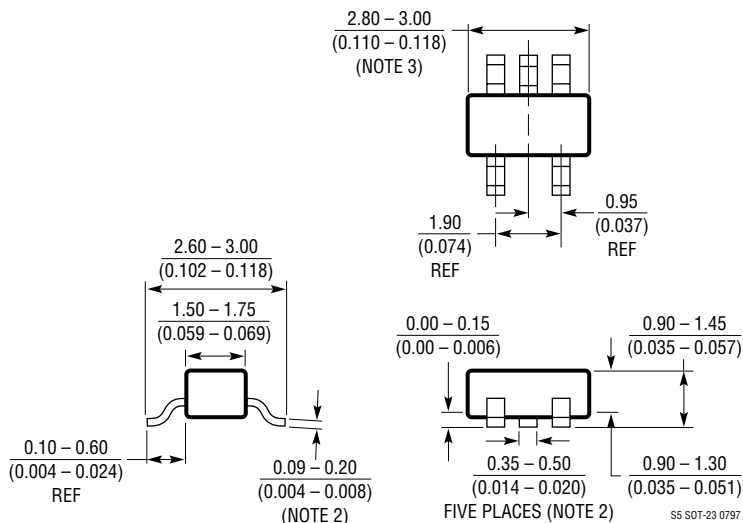 2.80 – 3.00
(0.110 – 0.118)
(NOTE 3)
0.95
(0.037)
REF
1.90
(0.074)
REF
2.60 – 3.00
(0.102 – 0.118)
1.50 – 1.75
(0.059 – 0.069)
0.10 – 0.60
(0.004 – 0.024)
REF
0.09 – 0.20
(0.004 – 0.008)
(NOTE 2)
0.00 – 0.15
(0.00 – 0.006)
0.90 – 1.45
(0.035 – 0.057)
0.35 – 0.50
(0.014 – 0.020)
FIVE PLACES (NOTE 2)
0.90 – 1.30
(0.035 – 0.051)
S5 SOT-23 0797